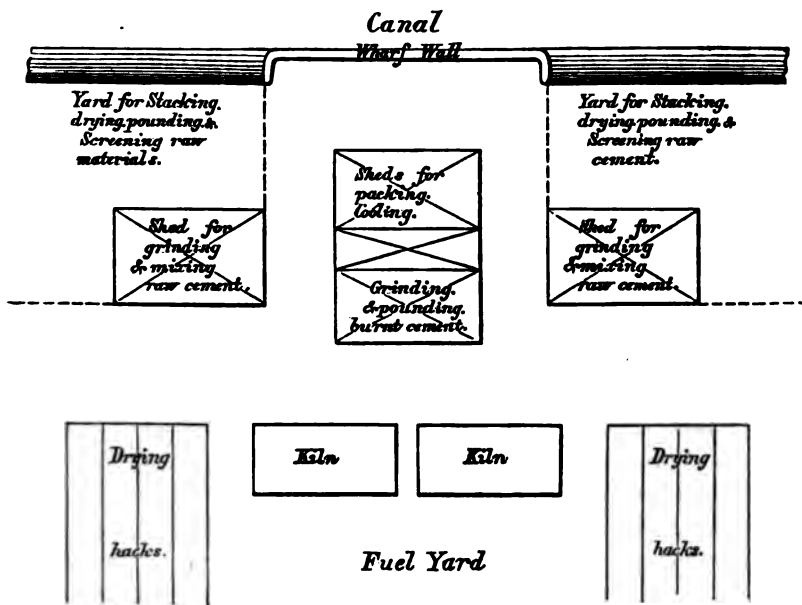 Canal
Wharf Wall
Yard for Stacking.
drying, pounding, &
Screening raw
materials.
Yard for Stacking.
drying, pounding, &
Screening raw
cement.
Sheds for
packing.
Cooling.
Shed for
grinding
& mixing
raw cement.
Shed for
grinding
& mixing
raw cement.
Grinding.
& pounding.
burnt cement.
Drying
hacks.
Kiln
Kiln
Drying
hacks.
Fuel Yard